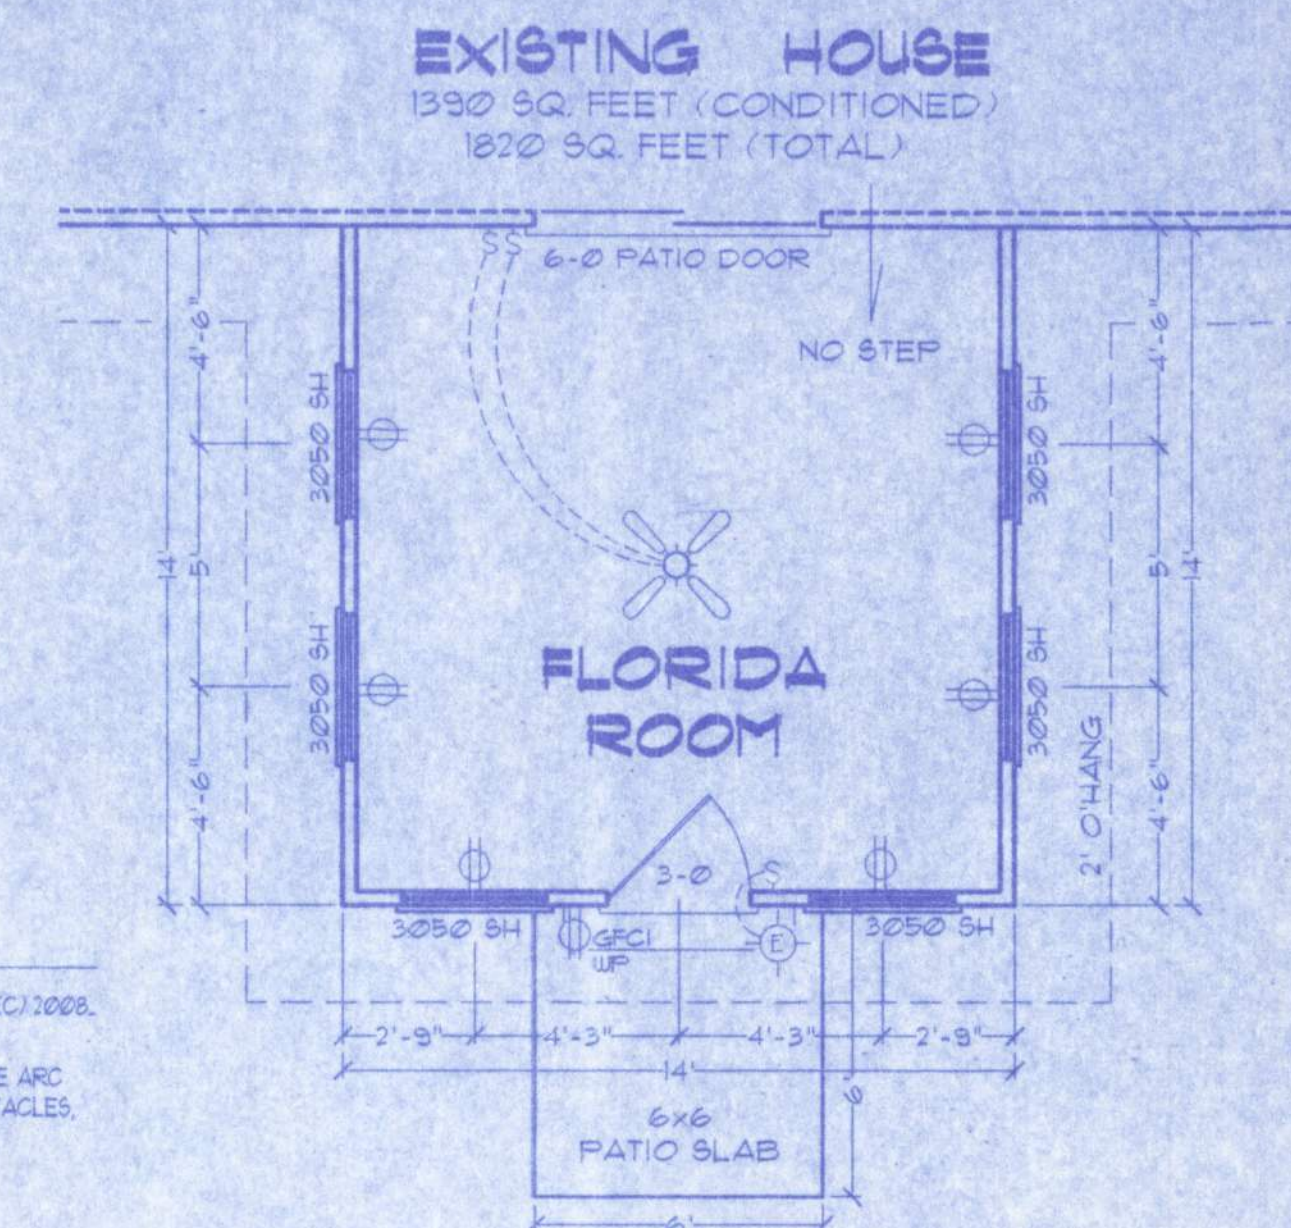 EXISTING HOUSE
1390 SQ. FEET (CONDITIONED)
1820 SQ. FEET (TOTAL)
S S
6-0 PATIO DOOR
NO STEP
4'-6"
4'-6"
3050 SH
3050 SH
14'
5'
5'
14'
FLORIDA
ROOM
3050 SH
3050 SH
4'-6"
4'-6"
2' O'HANG
3-0
S
3050 SH
3050 SH
GFCI
WP
E
(C) 2008.
2'-9"
4'-3"
4'-3"
2'-9"
14'
E ARC
ACLES,
6'
6x6
PATIO SLAB
6'